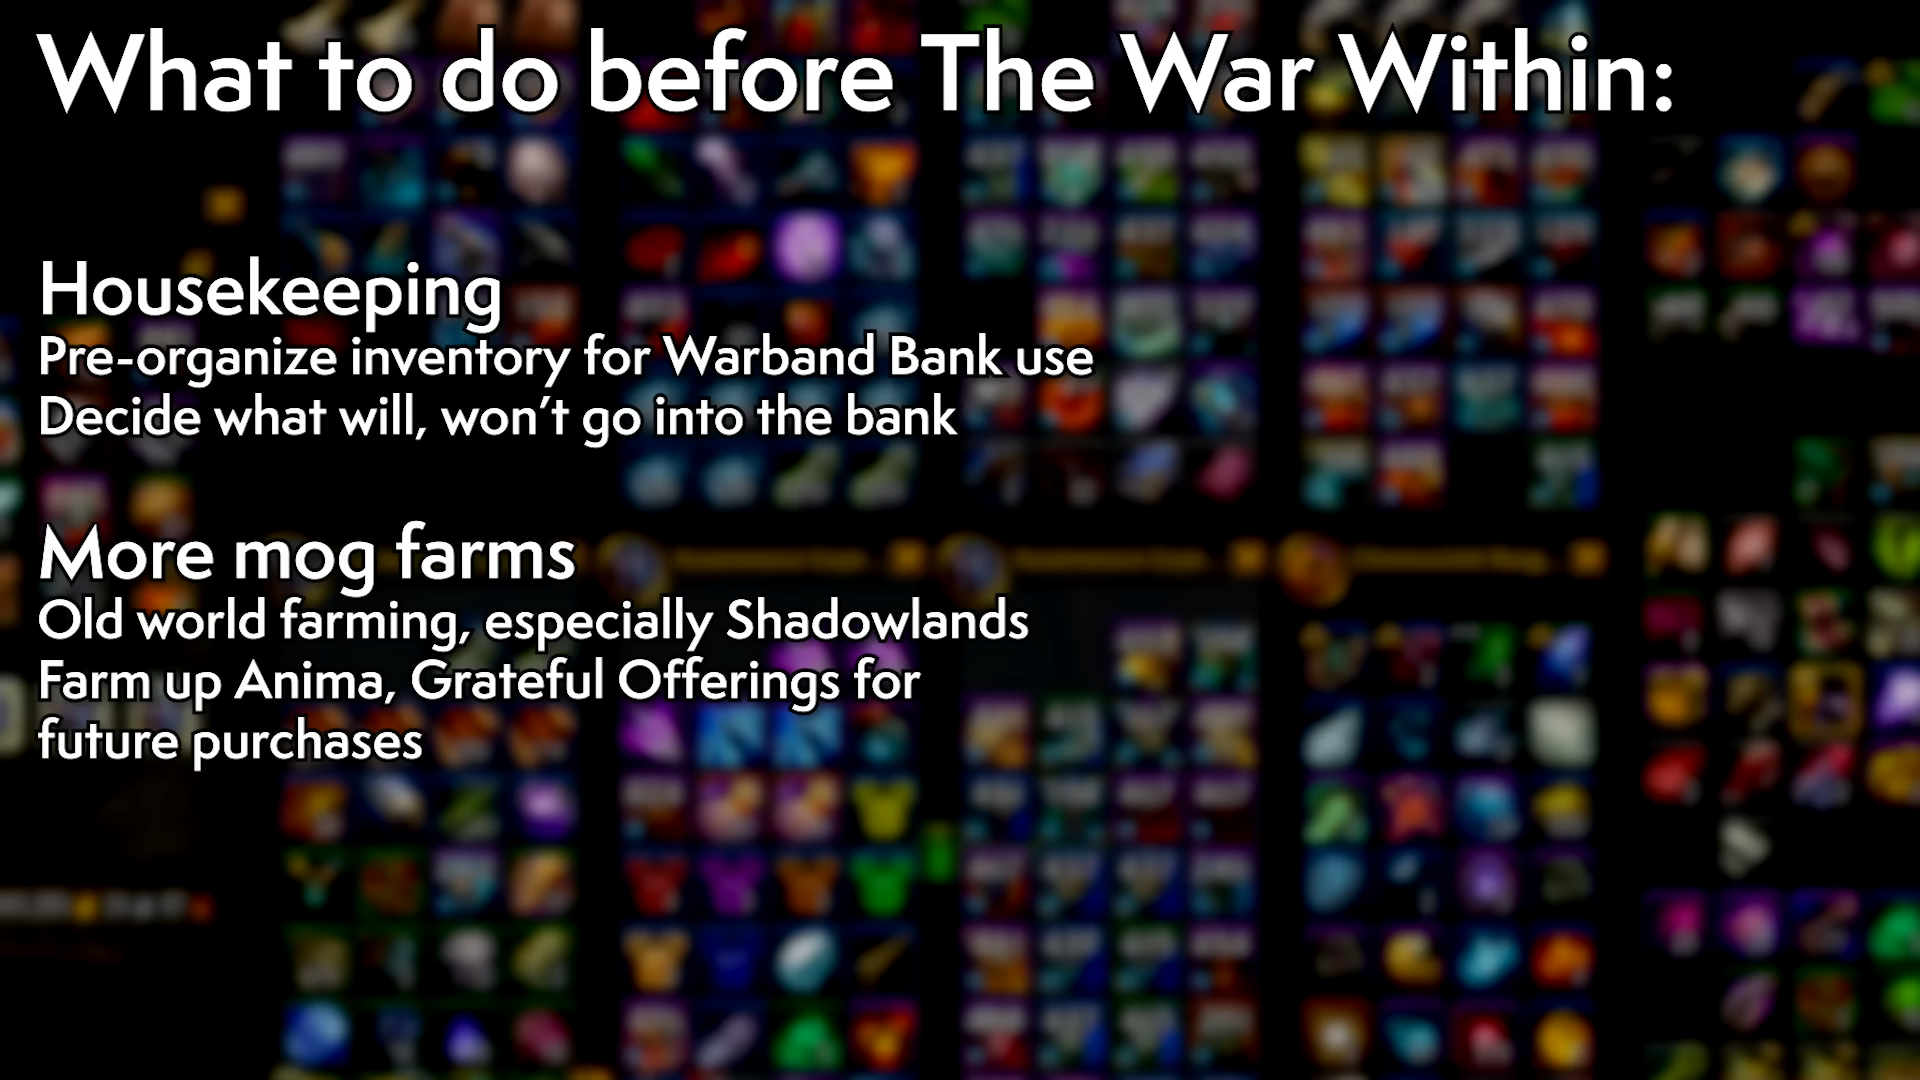 What to do before The War Within:
Housekeeping
Pre-organize inventory for Warband Bank use
Decide what will, won’t go into the bank
More mog farms
Old world farming, especially Shadowlands
Farm up Anima, Grateful Offerings for
future purchases